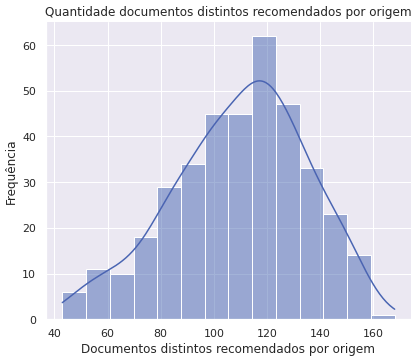 Quantidade documentos distintos recomendados por origem
60
50
40
30
20
10
0
Frequência
40 60 80 100 120 140 160
Documentos distintos recomendados por origem